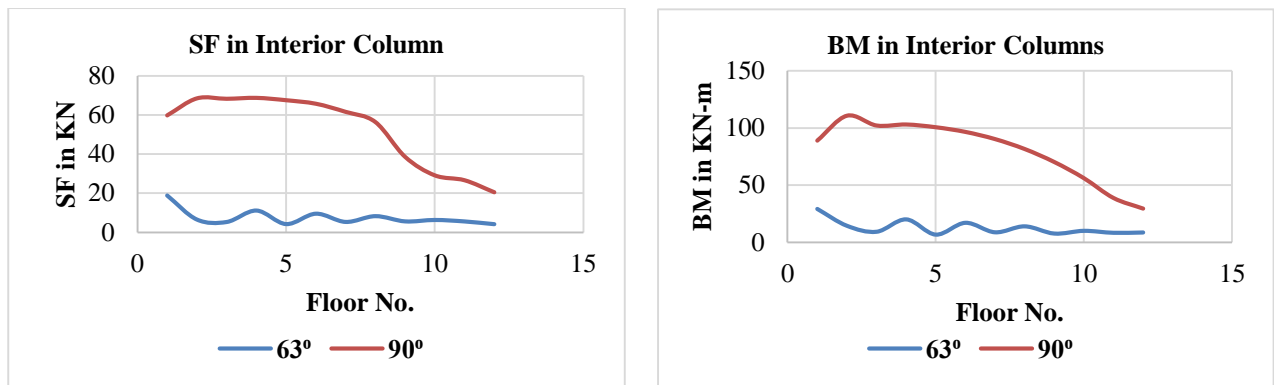 SF in Interior Column
80
60
40
20
0
SF in KN
0 5 10 15
Floor No.
63º 90º
BM in Interior Columns
150
100
50
0
BM in KN-m
0 5 10 15
Floor No.
63º 90º